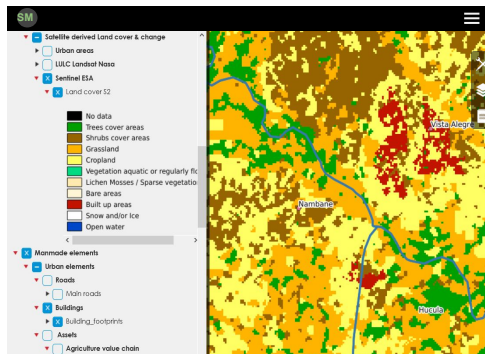 SM
Satellite derived Land cover & change
Urban areas
LULC Landsat Nasa
Sentinel ESA
Land cover S2
No data
Trees cover areas
Shrubs cover areas
Grassland
Cropland
Vegetation aquatic or regularly flo
Lichen Mosses / Sparse vegetatio
Bare areas
Built up areas
Snow and/or Ice
Open water
Manmade elements
Urban elements
Roads
Main roads
Buildings
Building_footprints
Assets
Agriculture value chain
Vista Alegre
Nambane
Hucula